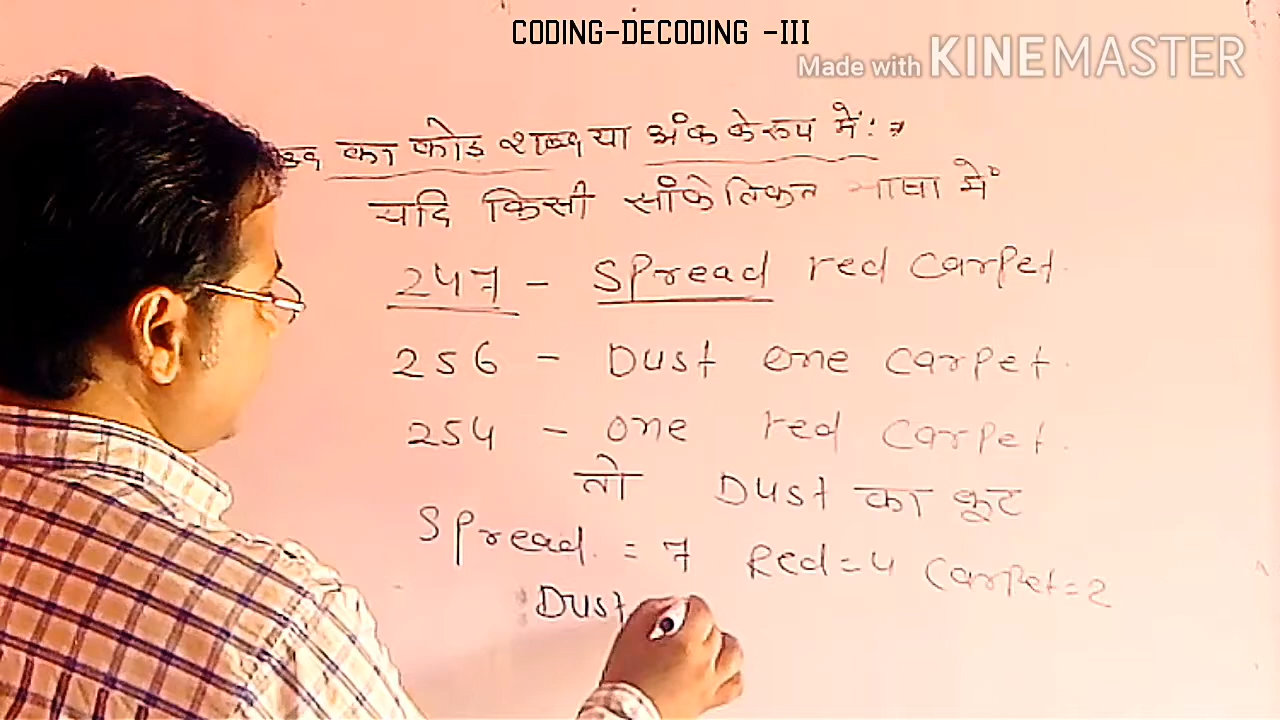 CODING-DECODING -III
Made with KINEMASTER
का कोड शब्द या अंक के रूप में:→
यदि किसी सांकेतिकत भाषा में
247 - Spread red carpet.
256 - Dust one carpet.
254 - one red carpet.
तो Dust का कूट
Spread. = 7 Red=4 Carpet=2
Dust